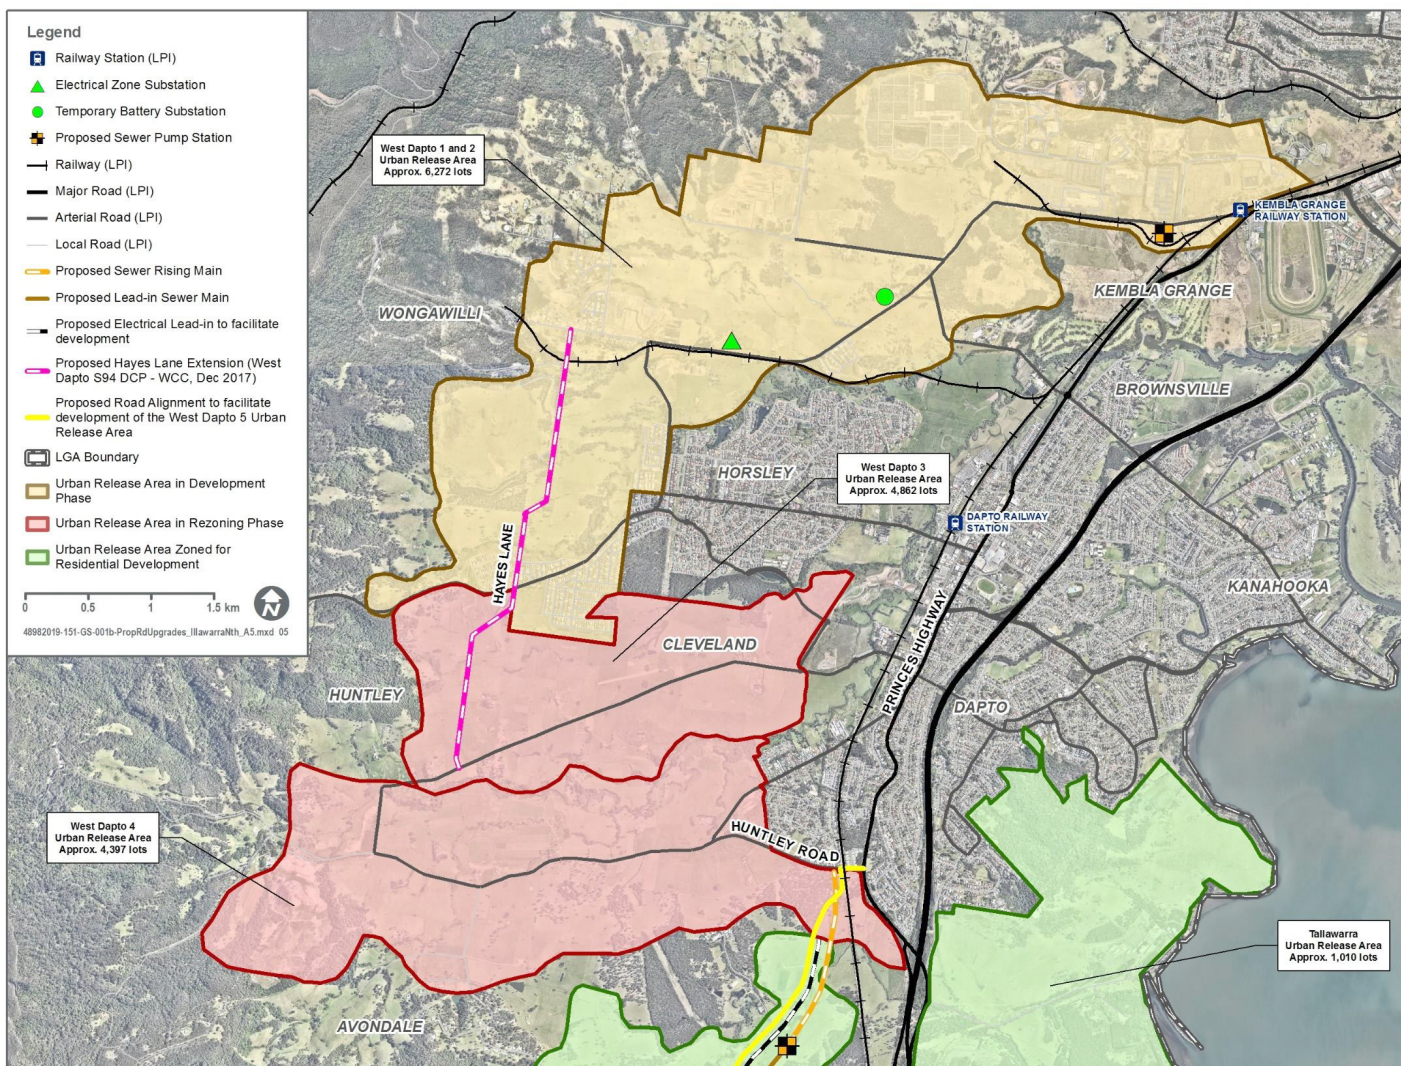 Legend
Railway Station (LPI)
Electrical Zone Substation
Temporary Battery Substation
Proposed Sewer Pump Station
Railway (LPI)
Major Road (LPI)
Arterial Road (LPI)
Local Road (LPI)
Proposed Sewer Rising Main
Proposed Lead-in Sewer Main
Proposed Electrical Lead-in to facilitate
development
Proposed Hayes Lane Extension (West
Dapto S94 DCP - WCC, Dec 2017)
Proposed Road Alignment to facilitate
development of the West Dapto 5 Urban
Release Area
LGA Boundary
Urban Release Area in Development
Phase
Urban Release Area in Rezoning Phase
Urban Release Area Zoned for
Residential Development
0 0.5 1 1.5 km
N
48982019-151-GS-001b-PropRdUpgrades_IllawarraNth_A5.mxd 05
West Dapto 1 and 2
Urban Release Area
Approx. 6,272 lots
KEMBLA GRANGE
RAILWAY STATION
KEMBLA GRANGE
WONGAWILLI
BROWNSVILLE
HORSLEY
West Dapto 3
Urban Release Area
Approx. 4,862 lots
DAPTO RAILWAY
STATION
HAYES LANE
KANAHOOKA
CLEVELAND
PRINCES HIGHWAY
HUNTLEY
DAPTO
West Dapto 4
Urban Release Area
Approx. 4,397 lots
HUNTLEY ROAD
Tallawarra
Urban Release Area
Approx. 1,010 lots
AVONDALE